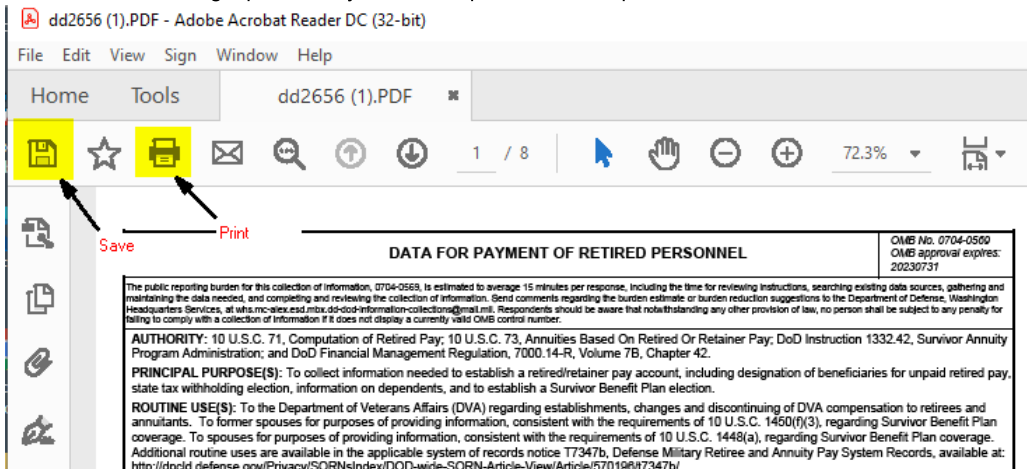 dd2656 (1).PDF - Adobe Acrobat Reader DC (32-bit)
File Edit View Sign Window Help
Home Tools dd2656 (1).PDF
1 / 8 72.3%
Save
Print
DATA FOR PAYMENT OF RETIRED PERSONNEL
OMB No. 0704-0569
OMB approval expires:
20230731
The public reporting burden for this collection of information, 0704-0569, is estimated to average 15 minutes per response, including the time for reviewing instructions, searching existing data sources, gathering and
maintaining the data needed, and completing and reviewing the collection of information. Send comments regarding the burden estimate or burden reduction suggestions to the Department of Defense, Washington
Headquarters Services, at whs.mc-alex.esd.mbx.dd-dod-information-collections@mail.mil. Respondents should be aware that notwithstanding any other provision of law, no person shall be subject to any penalty for
failing to comply with a collection of information if it does not display a currently valid OMB control number.
AUTHORITY: 10 U.S.C. 71, Computation of Retired Pay; 10 U.S.C. 73, Annuities Based On Retired Or Retainer Pay; DoD Instruction 1332.42, Survivor Annuity
Program Administration; and DoD Financial Management Regulation, 7000.14-R, Volume 7B, Chapter 42.
PRINCIPAL PURPOSE(S): To collect information needed to establish a retired/retainer pay account, including designation of beneficiaries for unpaid retired pay,
state tax withholding election, information on dependents, and to establish a Survivor Benefit Plan election.
ROUTINE USE(S): To the Department of Veterans Affairs (DVA) regarding establishments, changes and discontinuing of DVA compensation to retirees and
annuitants. To former spouses for purposes of providing information, consistent with the requirements of 10 U.S.C. 1450(f)(3), regarding Survivor Benefit Plan
coverage. To spouses for purposes of providing information, consistent with the requirements of 10 U.S.C. 1448(a), regarding Survivor Benefit Plan coverage.
Additional routine uses are available in the applicable system of records notice T7347b, Defense Military Retiree and Annuity Pay System Records, available at:
http://dpcld.defense.gov/Privacy/SORNsIndex/DOD-wide-SORN-Article-View/Article/570196/t7347b/